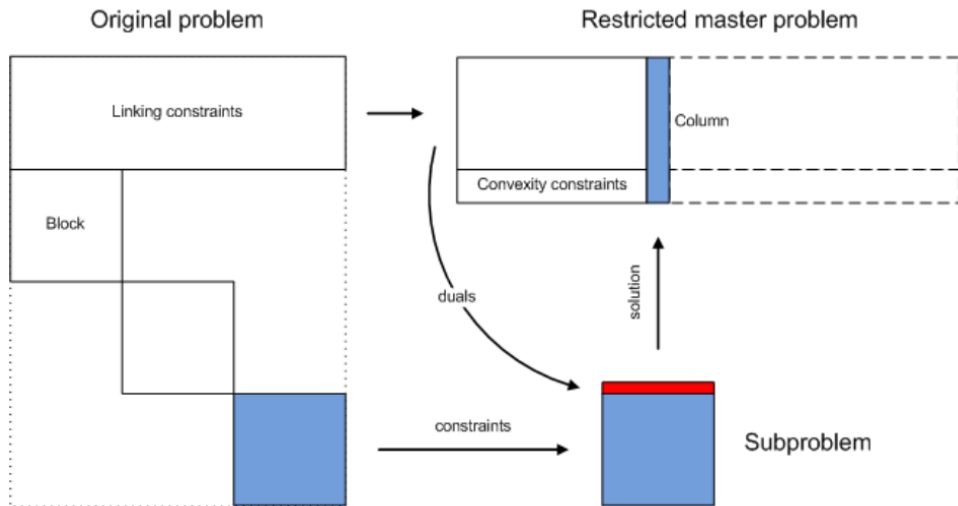 Original problem
Restricted master problem
Linking constraints
Column
Convexity constraints
Block
duals
solution
constraints
Subproblem